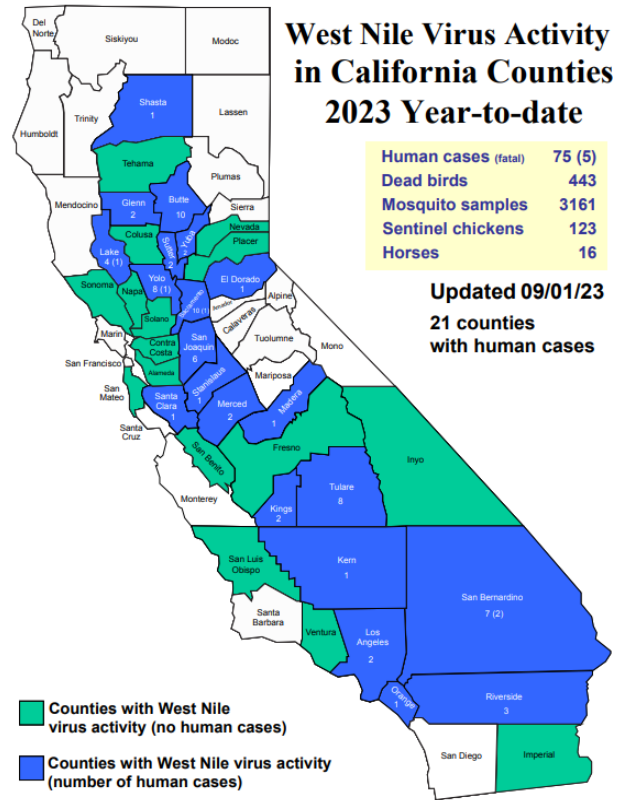 West Nile Virus Activity
in California Counties
2023 Year-to-date
Human cases (fatal) 75 (5)
Dead birds 443
Mosquito samples 3161
Sentinel chickens 123
Horses 16
Updated 09/01/23
21 counties
with human cases
Del
Norte
Siskiyou
Modoc
Humboldt
Trinity
Shasta
1
Lassen
Tehama
Plumas
Mendocino
Glenn
2
Butte
10
Sierra
Colusa
Sutter
2
Yuba
Nevada
Placer
Lake
4 (1)
Sonoma
Napa
Yolo
8 (1)
El Dorado
1
Sacramento
10 (1)
Amador
Alpine
Solano
Calaveras
Marin
Contra
Costa
San
Joaquin
6
Tuolumne
Mono
San Francisco
Alameda
Stanislaus
1
Mariposa
San
Mateo
Santa
Clara
1
Merced
2
Madera
1
Santa
Cruz
San Benito
Fresno
Inyo
Monterey
Kings
2
Tulare
8
San Luis
Obispo
Kern
1
San Bernardino
7 (2)
Santa
Barbara
Ventura
Los
Angeles
2
Orange
1
Riverside
3
San Diego
Imperial
Counties with West Nile
virus activity (no human cases)
Counties with West Nile virus activity
(number of human cases)